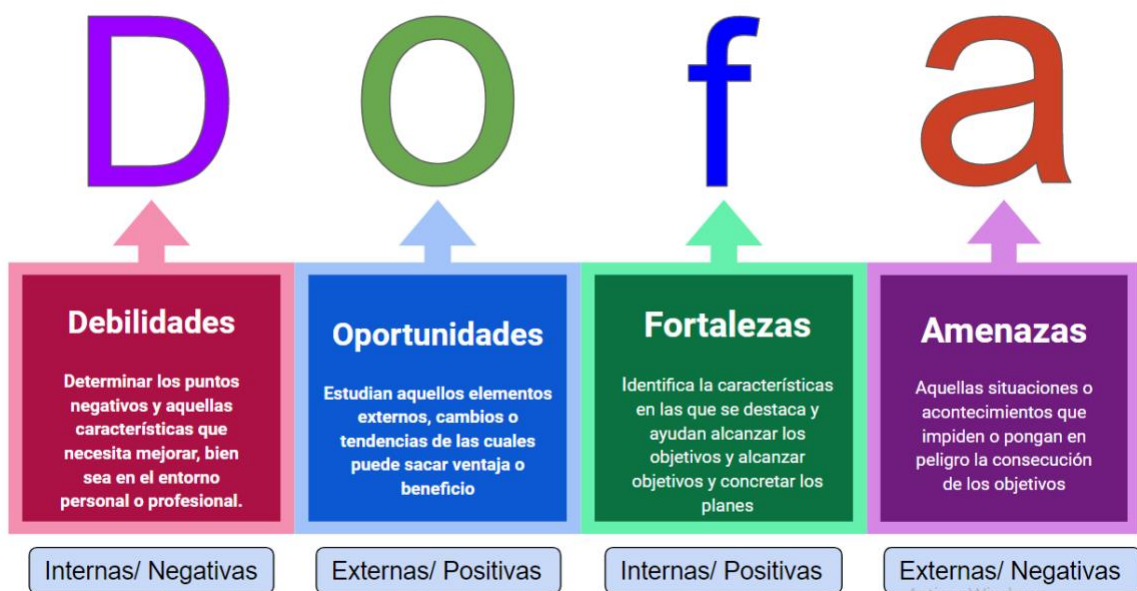 D o f a
Debilidades
Determinar los puntos
negativos y aquellas
características que
necesita mejorar, bien
sea en el entorno
personal o profesional.
Internas/ Negativas
Oportunidades
Estudian aquellos elementos
externos, cambios o
tendencias de las cuales
puede sacar ventaja o
beneficio
Externas/ Positivas
Fortalezas
Identifica la características
en las que se destaca y
ayudan alcanzar los
objetivos y alcanzar
objetivos y concretar los
planes
Internas/ Positivas
Amenazas
Aquellas situaciones o
acontecimientos que
impiden o pongan en
peligro la consecución
de los objetivos
Externas/ Negativas